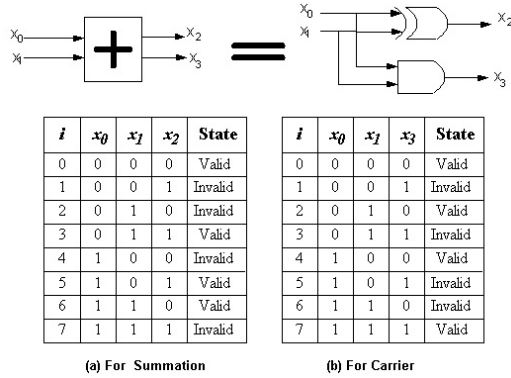 X0 X1 + X2 X3 = X0 X1 X2 X3
i x0 x1 x2 State
0 0 0 0 Valid
1 0 0 1 Invalid
2 0 1 0 Invalid
3 0 1 1 Valid
4 1 0 0 Invalid
5 1 0 1 Valid
6 1 1 0 Valid
7 1 1 1 Invalid
(a) For Summation
i x0 x1 x3 State
0 0 0 0 Valid
1 0 0 1 Invalid
2 0 1 0 Valid
3 0 1 1 Invalid
4 1 0 0 Valid
5 1 0 1 Invalid
6 1 1 0 Invalid
7 1 1 1 Valid
(b) For Carrier